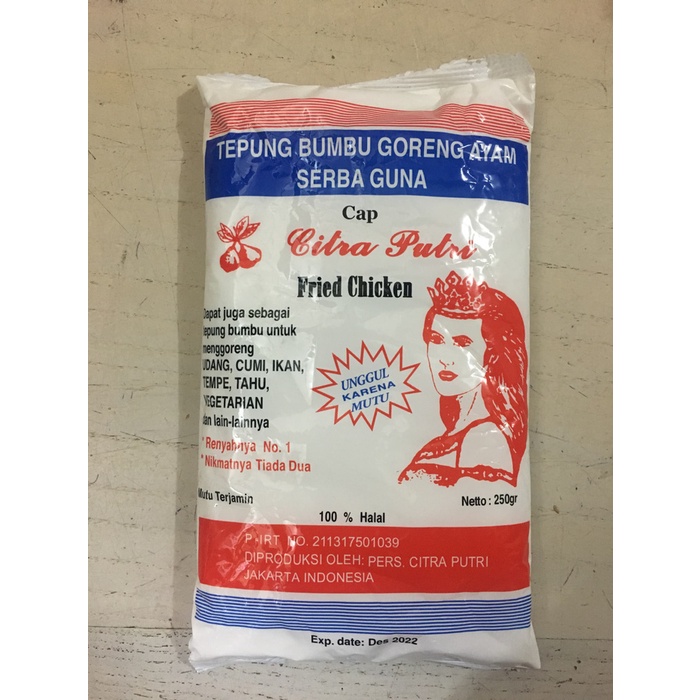 TEPUNG BUMBU GORENG AYAM
SERBA GUNA
Cap
Citra Putri
Fried Chicken
Dapat juga sebagai
tepung bumbu untuk
menggoreng
UDANG, CUMI, IKAN,
TEMPE, TAHU,
VEGETARIAN
dan lain-lainnya
* Renyahnya No. 1
* Nikmatnya Tiada Dua
UNGGUL
KARENA
MUTU
Mutu Terjamin
Netto : 250gr
100 % Halal
P-IRT NO. 211317501039
DIPRODUKSI OLEH: PERS. CITRA PUTRI
JAKARTA INDONESIA
Exp. date: Des 2022